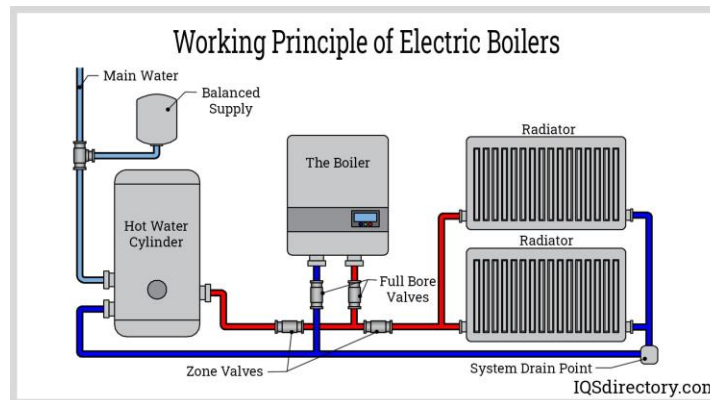 Working Principle of Electric Boilers
Main Water
Balanced
Supply
Radiator
The Boiler
Hot Water
Cylinder
Radiator
Full Bore
Valves
Zone Valves
System Drain Point
IQSdirectory.com